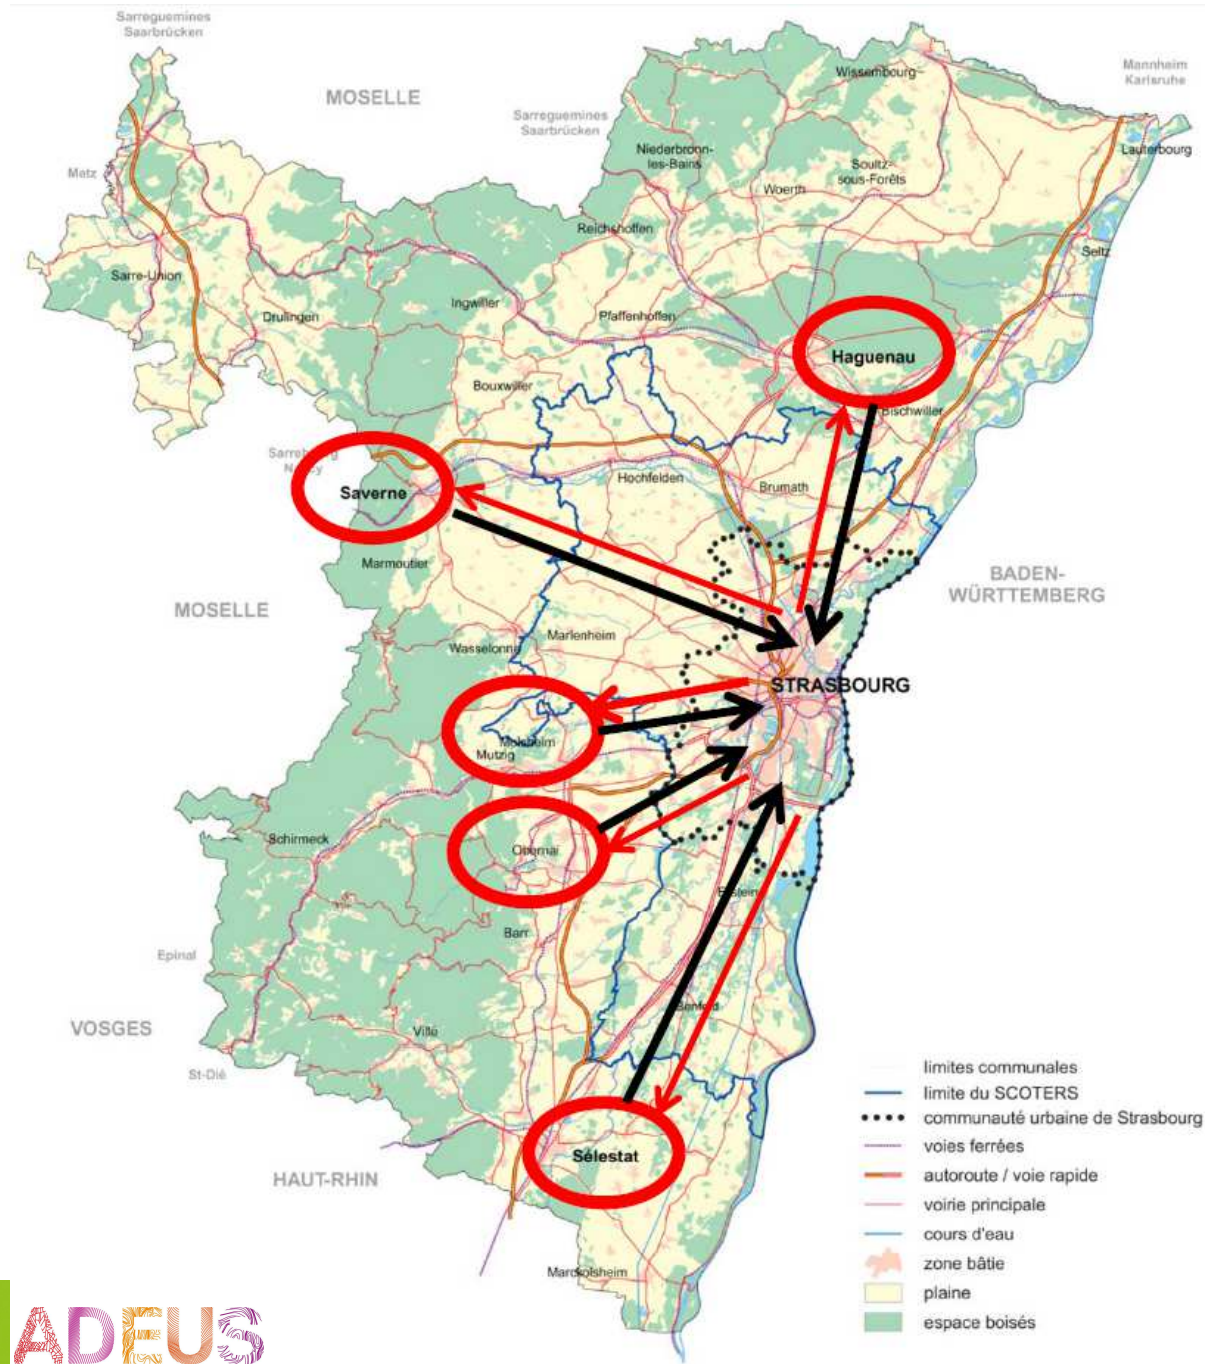 Sarreguemines
Saarbrücken
MOSELLE
Mannheim
Karlsruhe
Wissembourg
Sarreguemines
Saarbrücken
Lauterbourg
Niederbronn-
les-Bains
Soultz-
sous-Forêts
Metz
Woerth
Reichshoffen
Seltz
Sarre-Union
Ingwiller
Drulingen
Pfaffenhoffen
Haguenau
Bouxwiller
Bischwiller
Sarrebourg
Nancy
Saverne
Hochfelden
Brumath
Marmoutier
BADEN-
WÜRTTEMBERG
MOSELLE
Marlenheim
Wasselonne
STRASBOURG
Molsheim
Mutzig
Schirmeck
Obernai
Erstein
Barr
Epinal
Benfeld
VOSGES
Villé
St-Dié
Sélestat
HAUT-RHIN
Marckolsheim
limites communales
limite du SCOTERS
communauté urbaine de Strasbourg
voies ferrées
autoroute / voie rapide
voirie principale
cours d'eau
zone bâtie
plaine
espace boisés
ADEUS